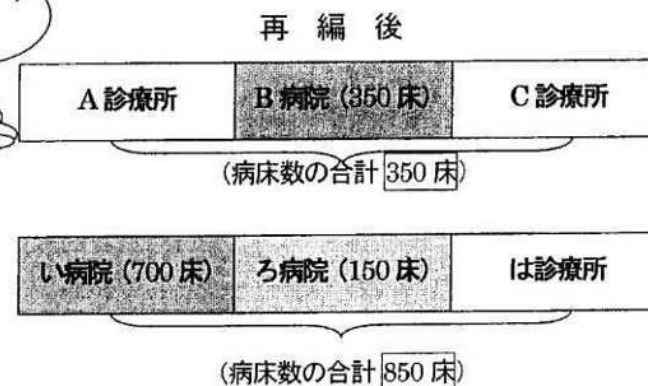 再編後
A診療所 B病院(350床) C診療所
(病床数の合計350床)
い病院(700床) ろ病院(150床) は診療所
(病床数の合計850床)